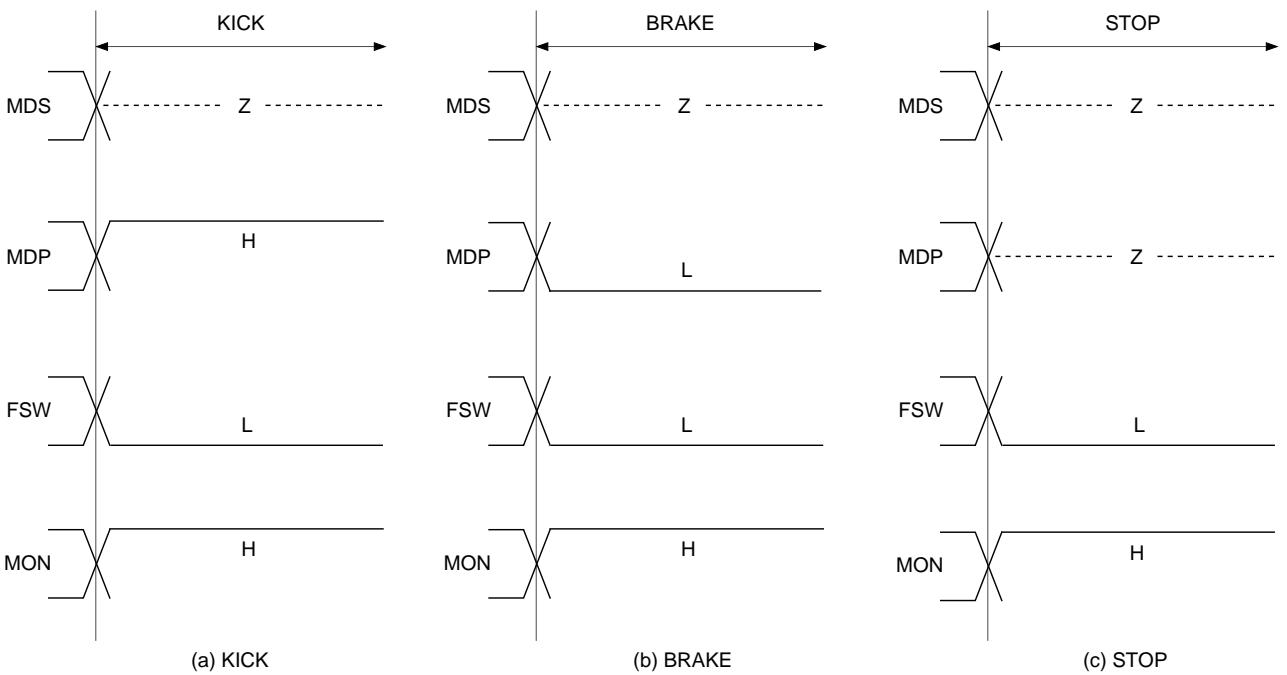 KICK
MDS Z
MDP H
FSW L
MON H
(a) KICK
BRAKE
MDS Z
MDP L
FSW L
MON H
(b) BRAKE
STOP
MDS Z
MDP Z
FSW L
MON H
(c) STOP